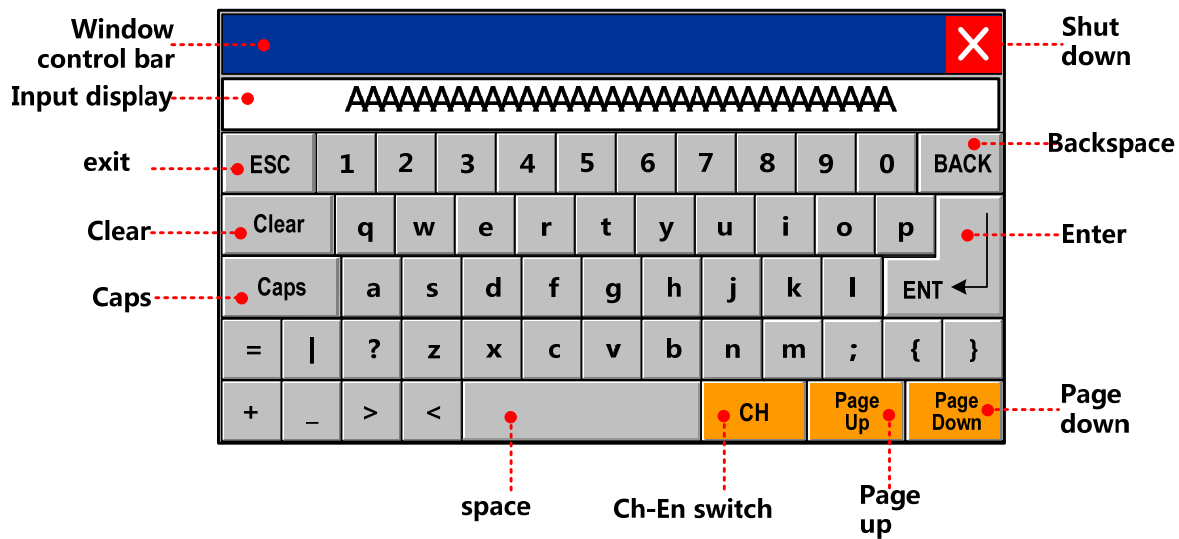 Window
control bar
Shut
down
Input display
AAAAAAAAAAAAAAAAAAAAAAAAAAAAAA
exit
ESC 1 2 3 4 5 6 7 8 9 0 BACK
Backspace
Clear
Clear q w e r t y u i o p
Enter
Caps
Caps a s d f g h j k l ENT
= | ? z x c v b n m ; { }
+ _ > < CH Page Up Page Down
Page
down
space
Ch-En switch
Page
up